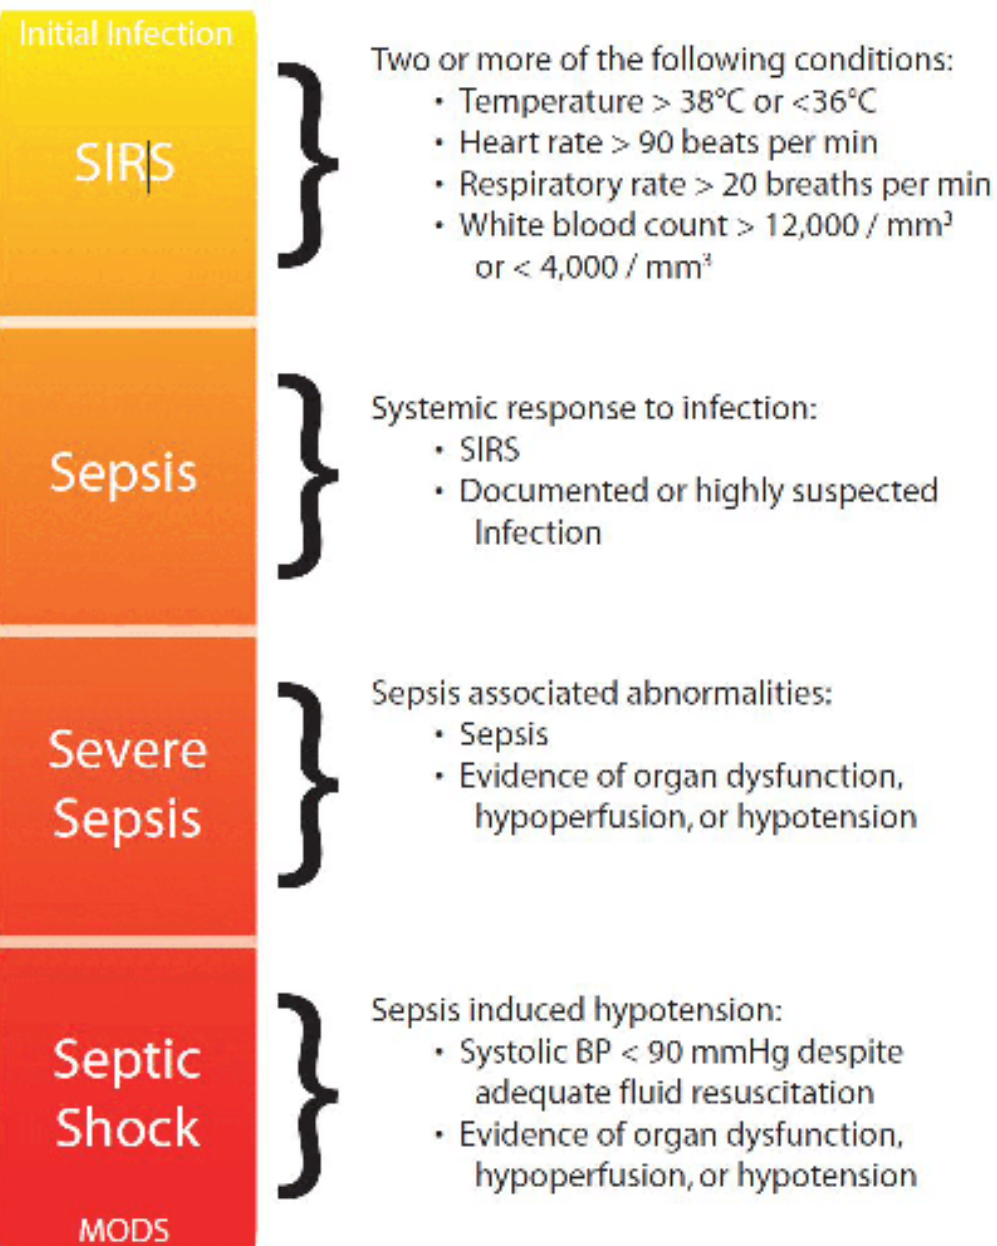 Initial Infection
SIRS
Two or more of the following conditions:
• Temperature > 38°C or <36°C
• Heart rate > 90 beats per min
• Respiratory rate > 20 breaths per min
• White blood count > 12,000 / mm³
or < 4,000 / mm³
Sepsis
Systemic response to infection:
• SIRS
• Documented or highly suspected
Infection
Severe
Sepsis
Sepsis associated abnormalities:
• Sepsis
• Evidence of organ dysfunction,
hypoperfusion, or hypotension
Septic
Shock
Sepsis induced hypotension:
• Systolic BP < 90 mmHg despite
adequate fluid resuscitation
• Evidence of organ dysfunction,
hypoperfusion, or hypotension
MODS